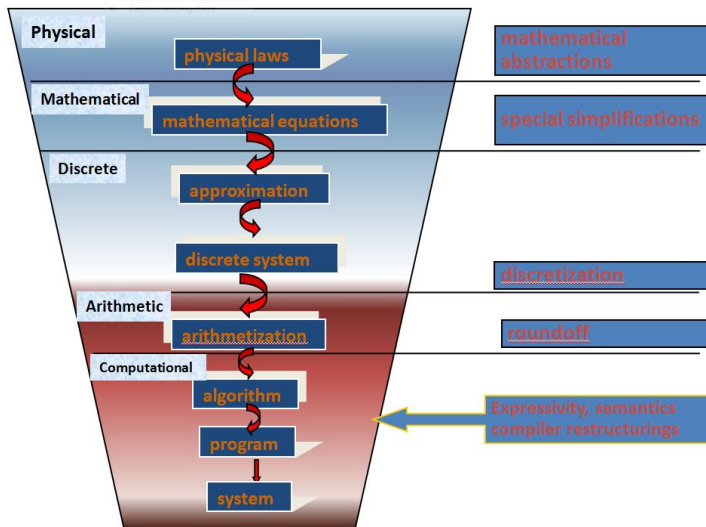 Physical
physical laws
mathematical
abstractions
Mathematical
mathematical equations
special simplifications
Discrete
approximation
discrete system
discretization
Arithmetic
arithmetization
roundoff
Computational
algorithm
Expressivity, semantics
compiler restructurings
program
system